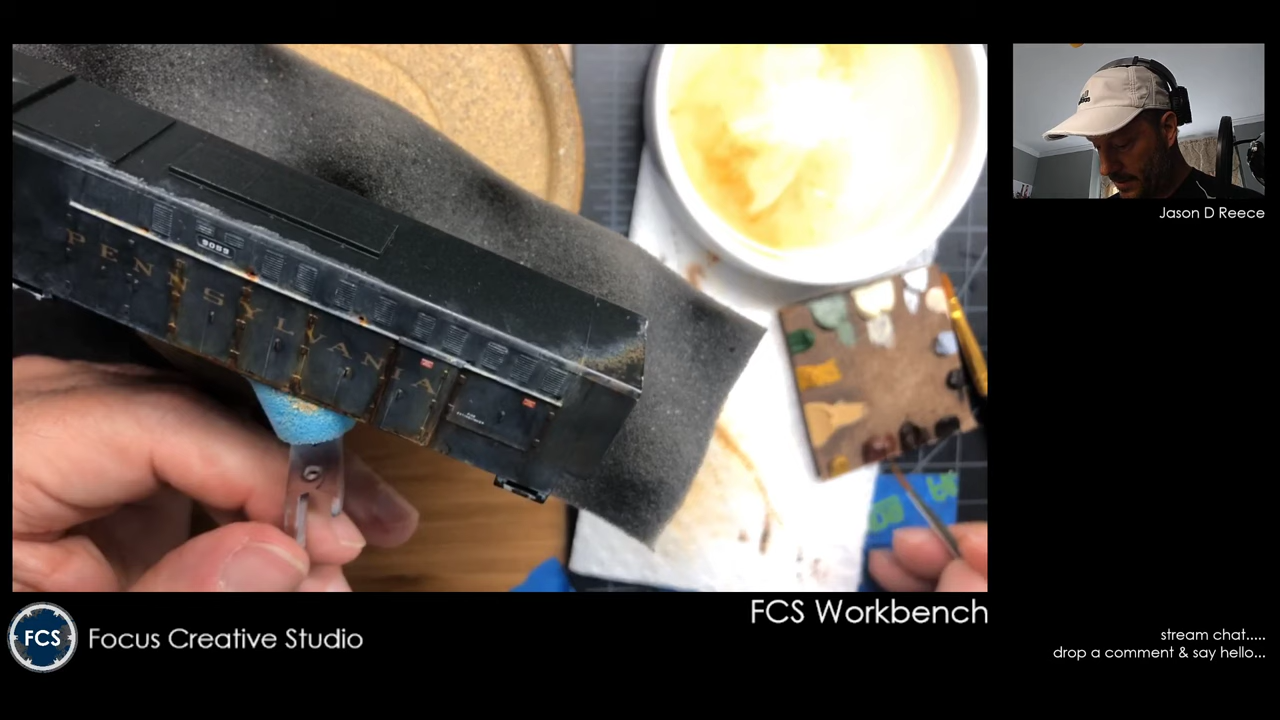 PENNSYLVANIA
Jason D Reece
FCS Workbench
FCS
Focus Creative Studio
stream chat.....
drop a comment & say hello...